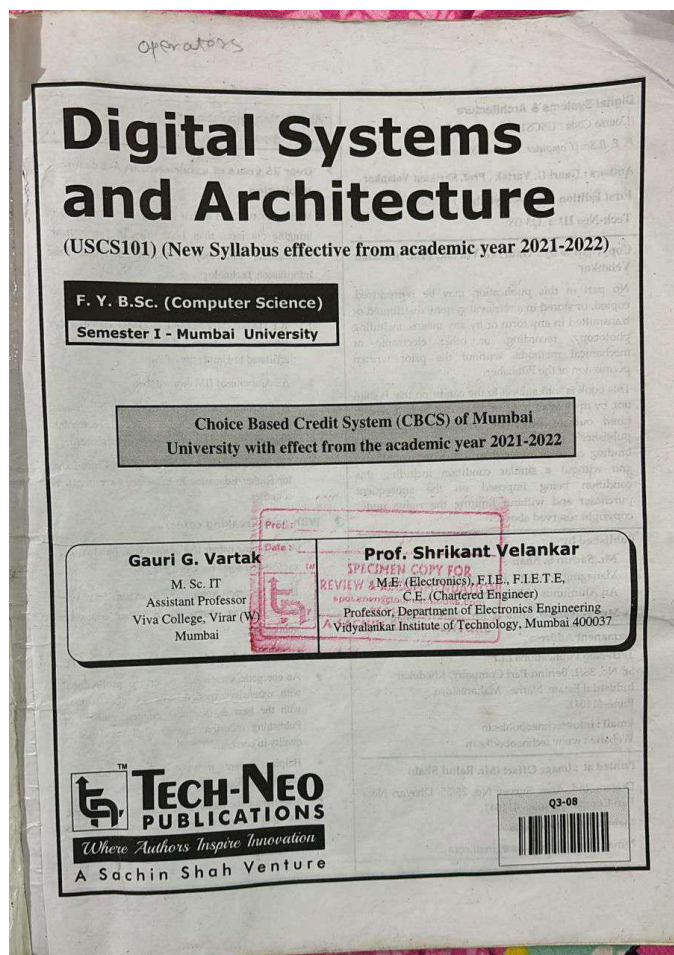 operators
Digital Systems
and Architecture
(USCS101) (New Syllabus effective from academic year 2021-2022)
F. Y. B.Sc. (Computer Science)
Semester I - Mumbai University
Choice Based Credit System (CBCS) of Mumbai
University with effect from the academic year 2021-2022
Prof.:
Date:
TM
SPECIMEN COPY FOR
REVIEW &
Gauri G. Vartak
M. Sc. IT
Assistant Professor
Viva College, Virar (W)
Mumbai
Prof. Shrikant Velankar
M.E. (Electronics), F.I.E., F.I.E.T.E,
C.E. (Chartered Engineer)
Professor, Department of Electronics Engineering
Vidyalankar Institute of Technology, Mumbai 400037
TM
TECH-NEO
PUBLICATIONS
Where Authors Inspire Innovation
A Sachin Shah Venture
Q3-08